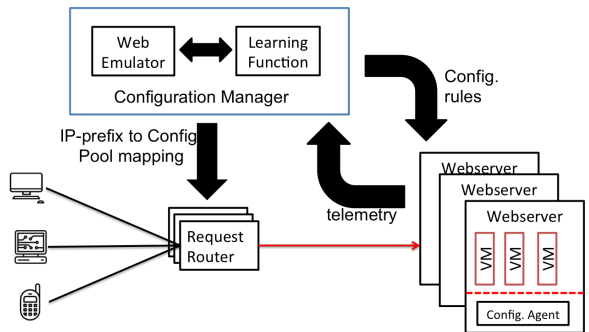 Web
Emulator
Learning
Function
Configuration Manager
Config.
rules
IP-prefix to Config
Pool mapping
telemetry
Request
Router
Webserver
Webserver
Webserver
VM
VM
VM
Config. Agent